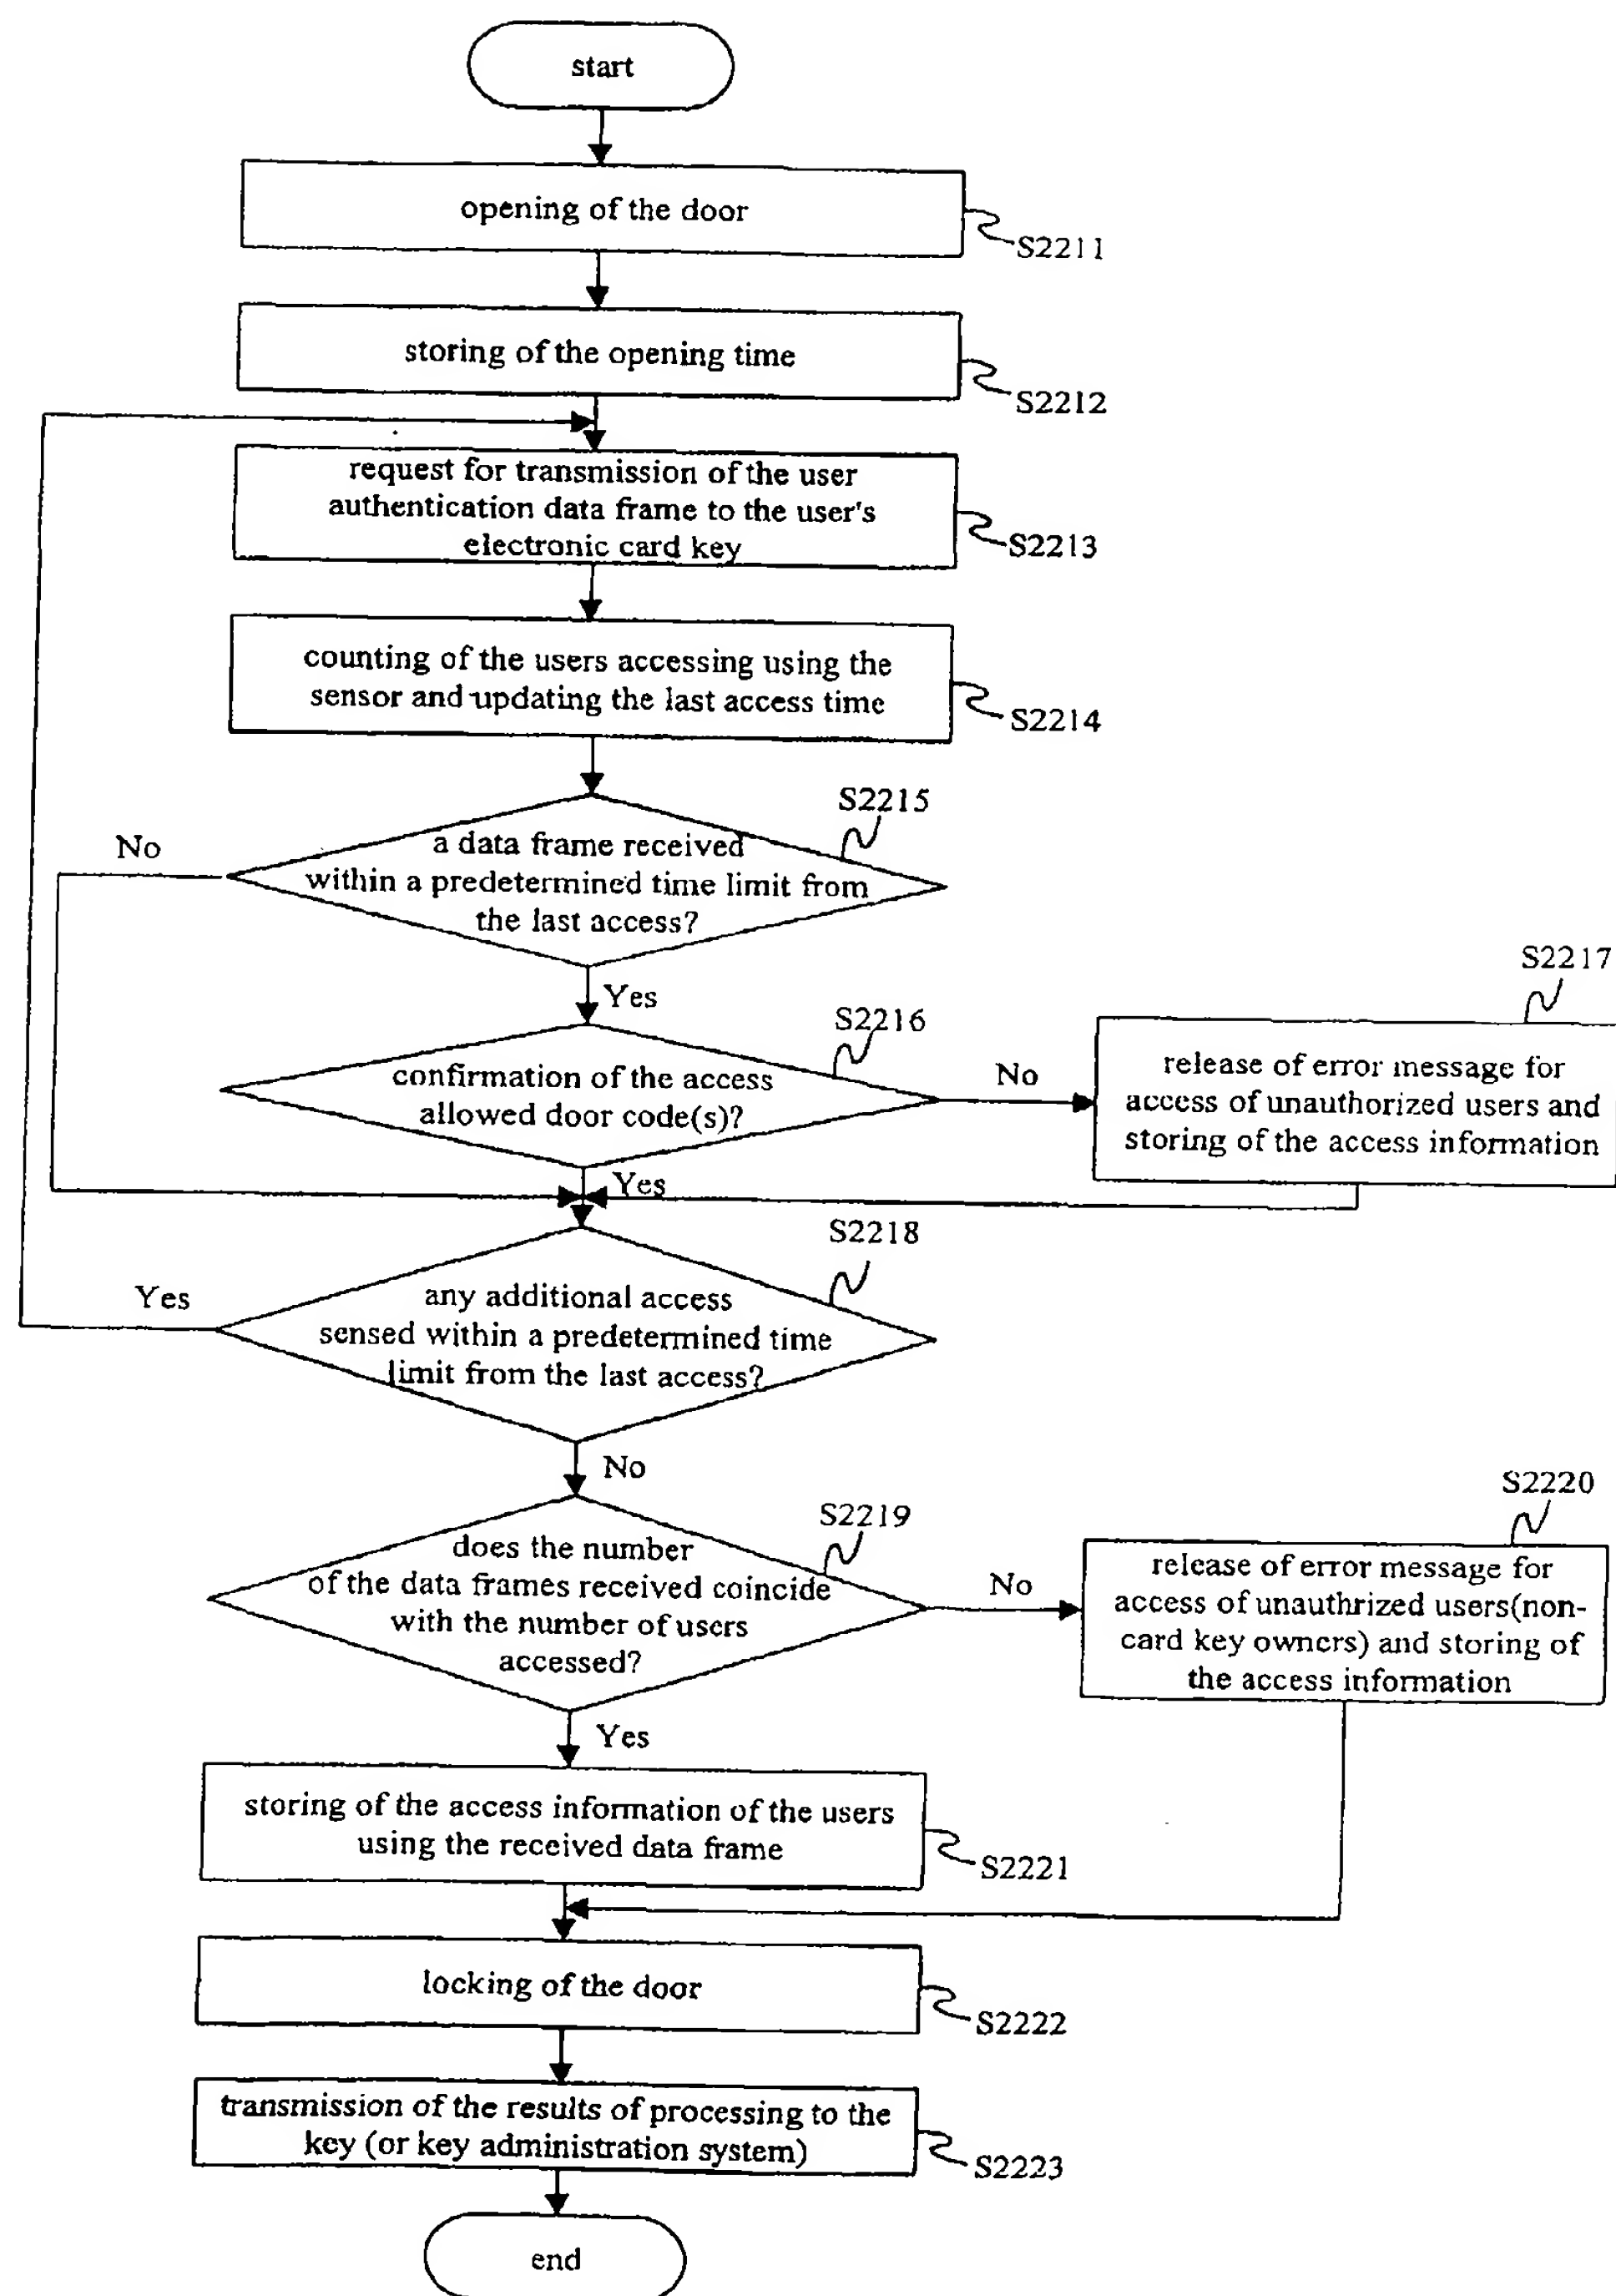 start
opening of the door
S2211
storing of the opening time
S2212
request for transmission of the user
authentication data frame to the user's
electronic card key
S2213
counting of the users accessing using the
sensor and updating the last access time
S2214
S2215
No
a data frame received
within a predetermined time limit from
the last access?
Yes
S2216
confirmation of the access
allowed door code(s)?
No
S2217
release of error message for
access of unauthorized users and
storing of the access information
Yes
S2218
Yes
any additional access
sensed within a predetermined time
limit from the last access?
No
S2219
does the number
of the data frames received coincide
with the number of users
accessed?
No
S2220
release of error message for
access of unauthrized users(non-
card key owners) and storing of
the access information
Yes
storing of the access information of the users
using the received data frame
S2221
locking of the door
S2222
transmission of the results of processing to the
key (or key administration system)
S2223
end